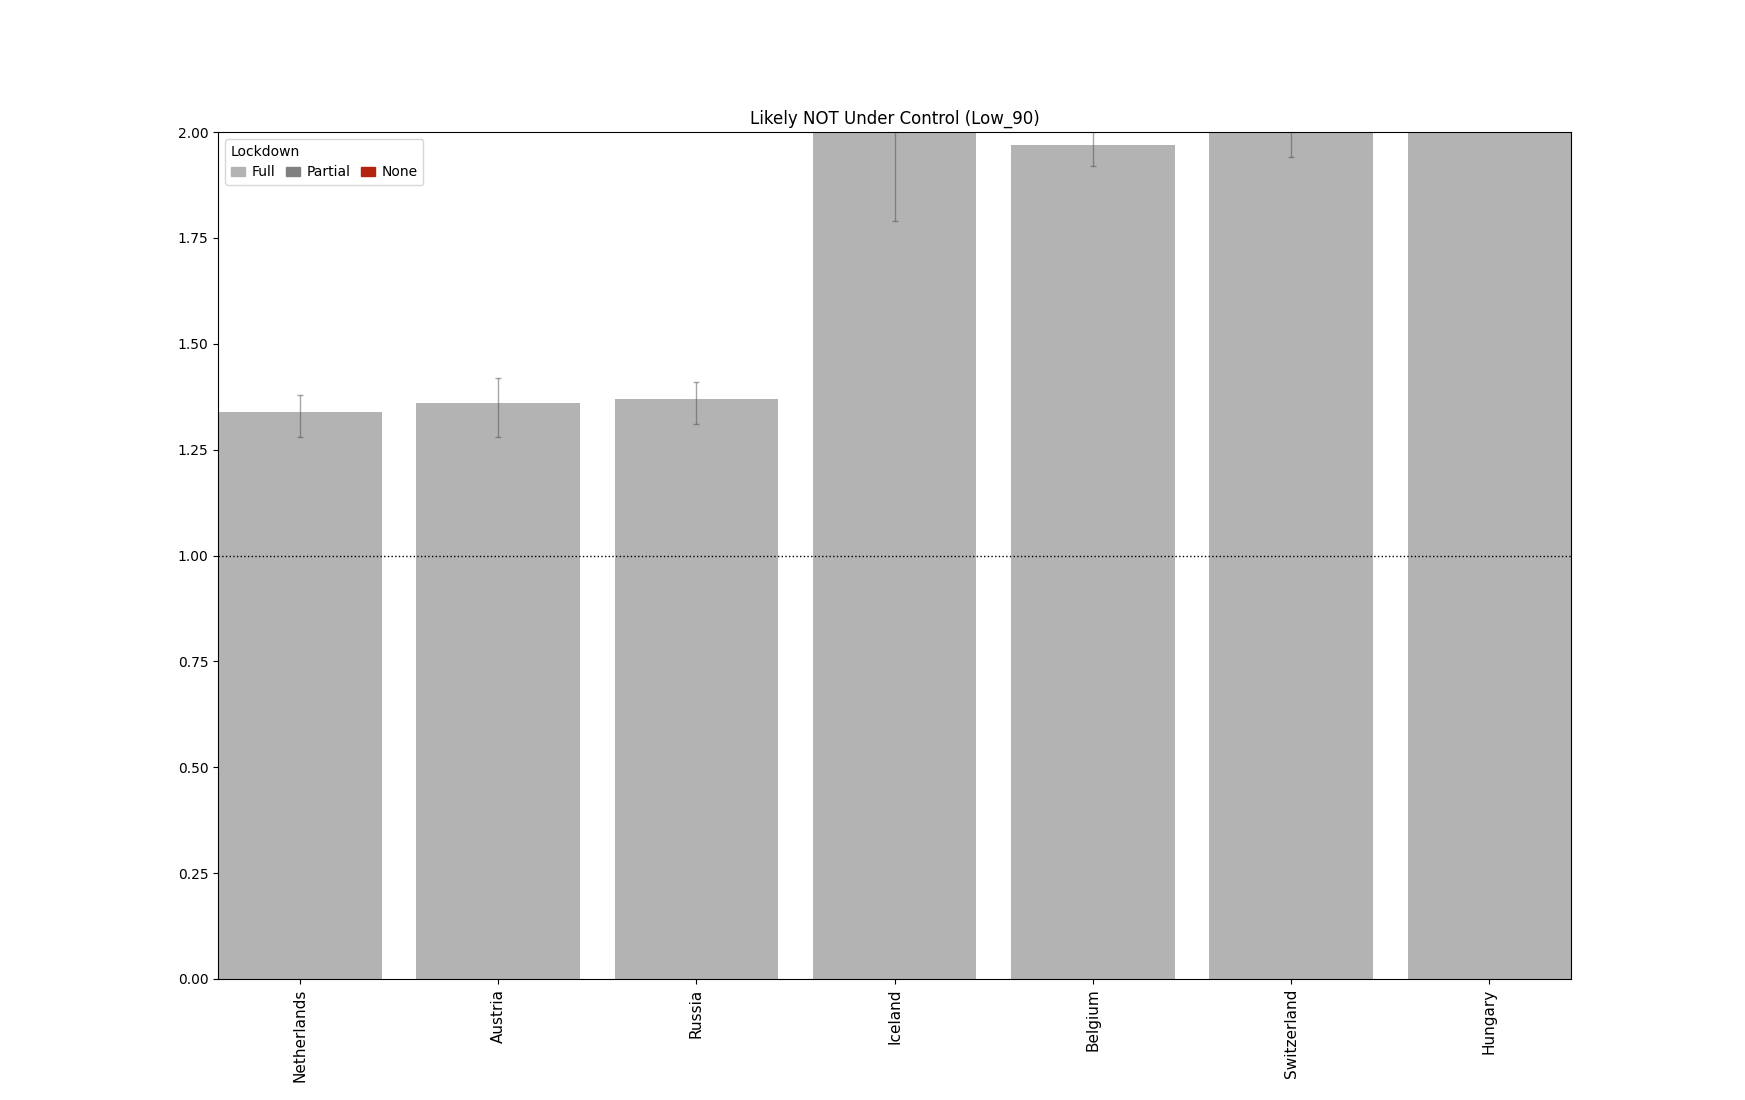 Likely NOT Under Control (Low_90)
2.00
1.75
1.50
1.25
1.00
0.75
0.50
0.25
0.00
Lockdown
Full Partial None
Netherlands
Austria
Russia
Iceland
Belgium
Switzerland
Hungary